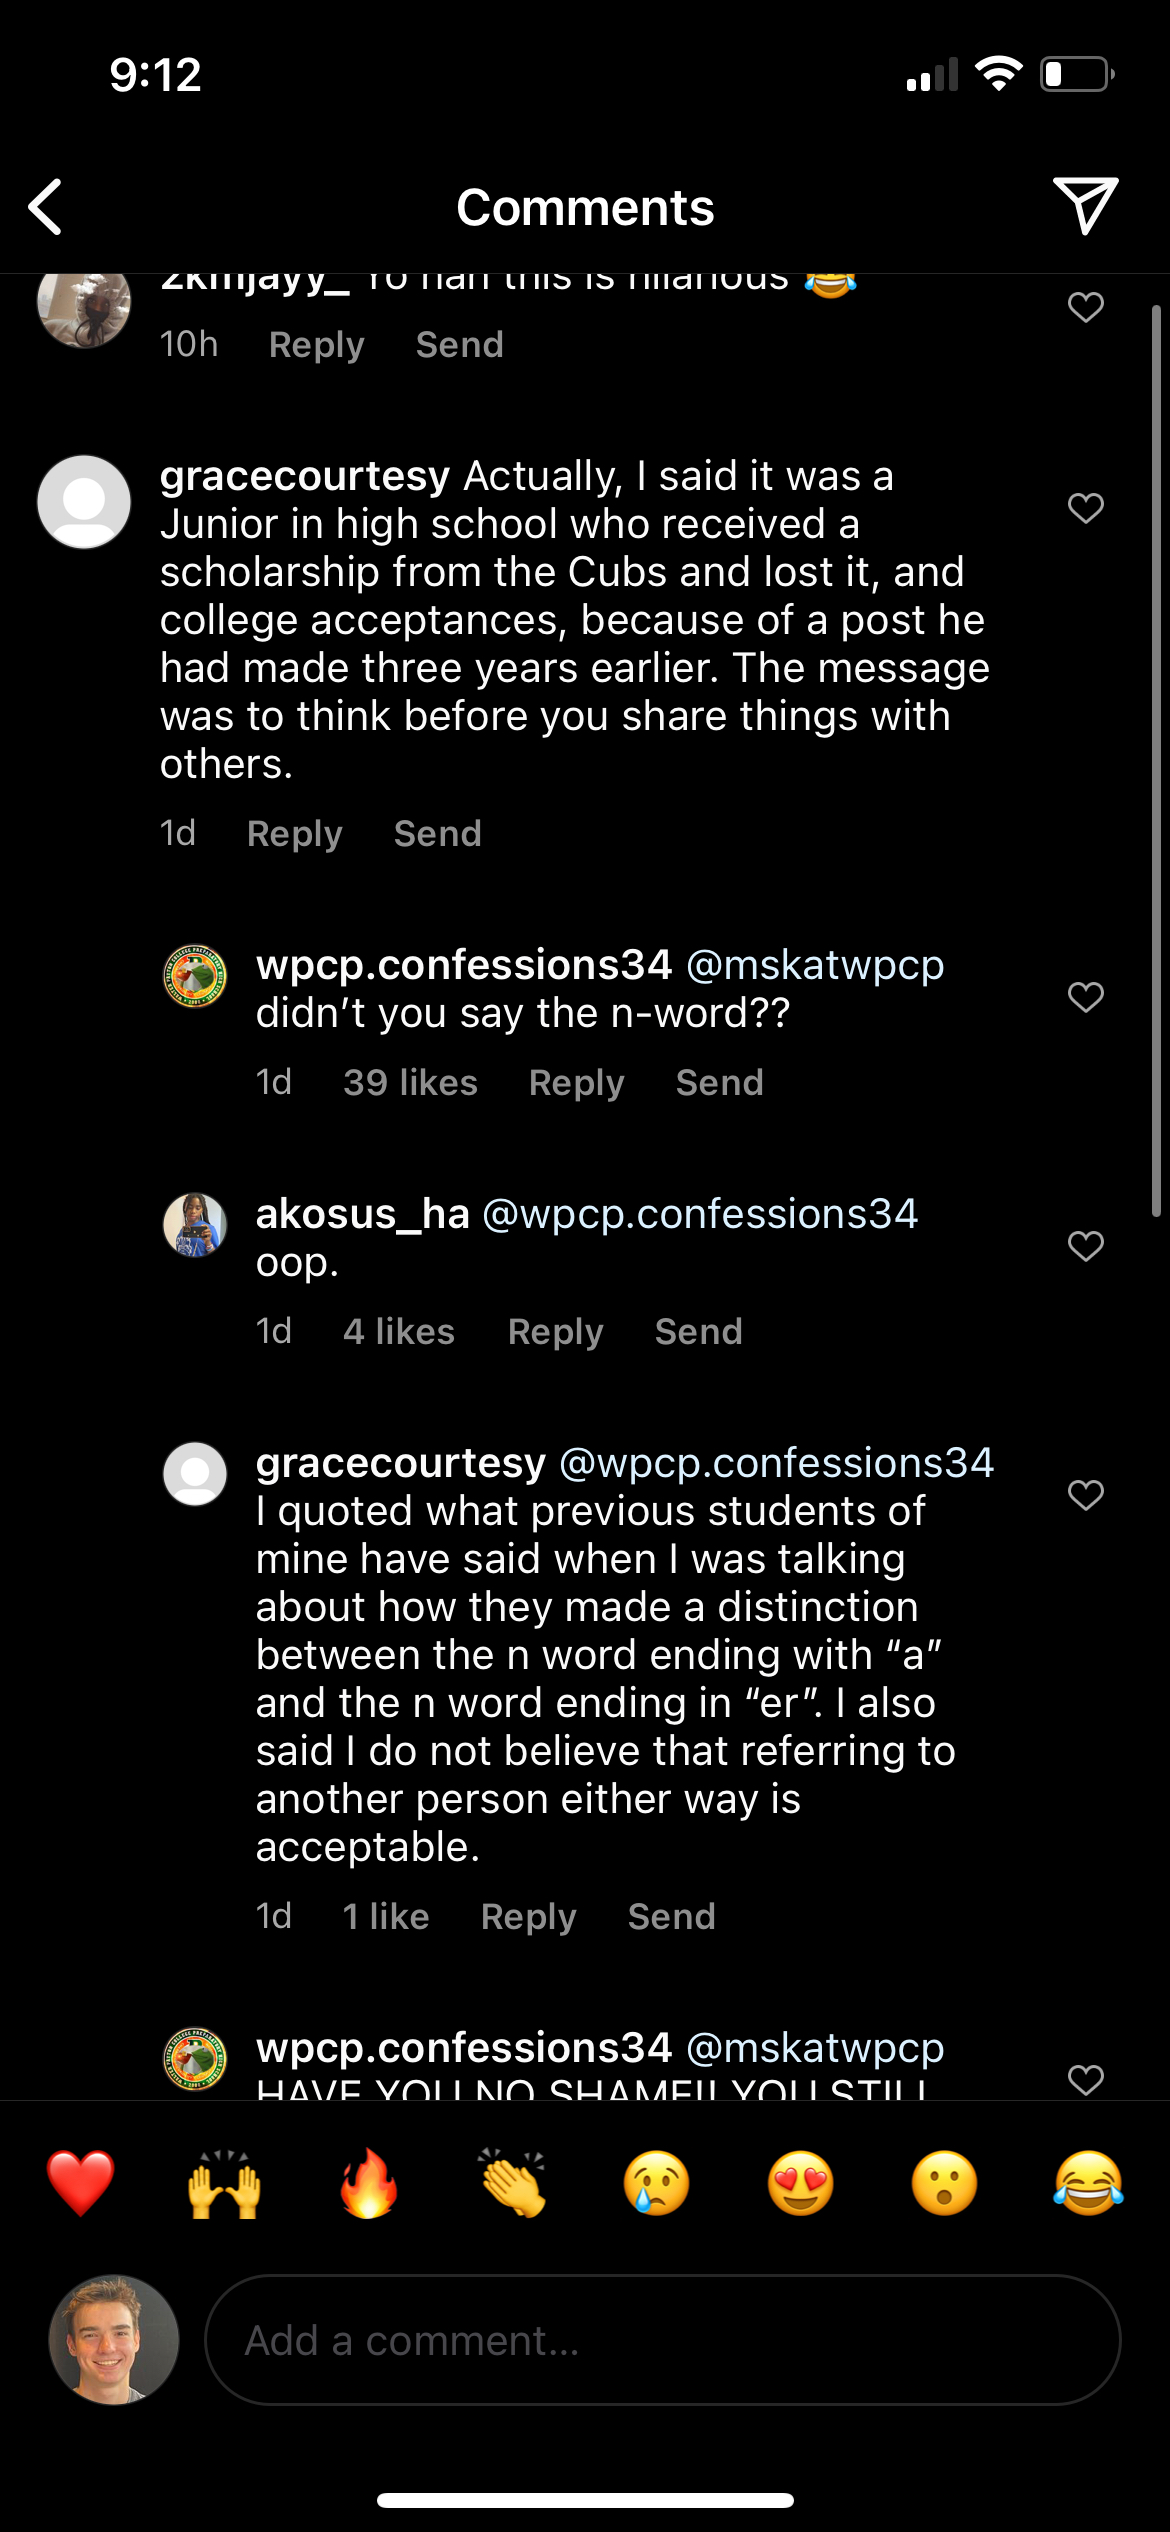 9:12
Comments
2kmjayy_ Yo nah this is hilarious 😂
10h Reply Send
gracecourtesy Actually, I said it was a
Junior in high school who received a
scholarship from the Cubs and lost it, and
college acceptances, because of a post he
had made three years earlier. The message
was to think before you share things with
others.
1d Reply Send
wpcp.confessions34 @mskatwpcp
didn’t you say the n-word??
1d 39 likes Reply Send
akosus_ha @wpcp.confessions34
oop.
1d 4 likes Reply Send
gracecourtesy @wpcp.confessions34
I quoted what previous students of
mine have said when I was talking
about how they made a distinction
between the n word ending with “a”
and the n word ending in “er”. I also
said I do not believe that referring to
another person either way is
acceptable.
1d 1 like Reply Send
wpcp.confessions34 @mskatwpcp
HAVE YOU NO SHAME!! YOU STILL
Add a comment...